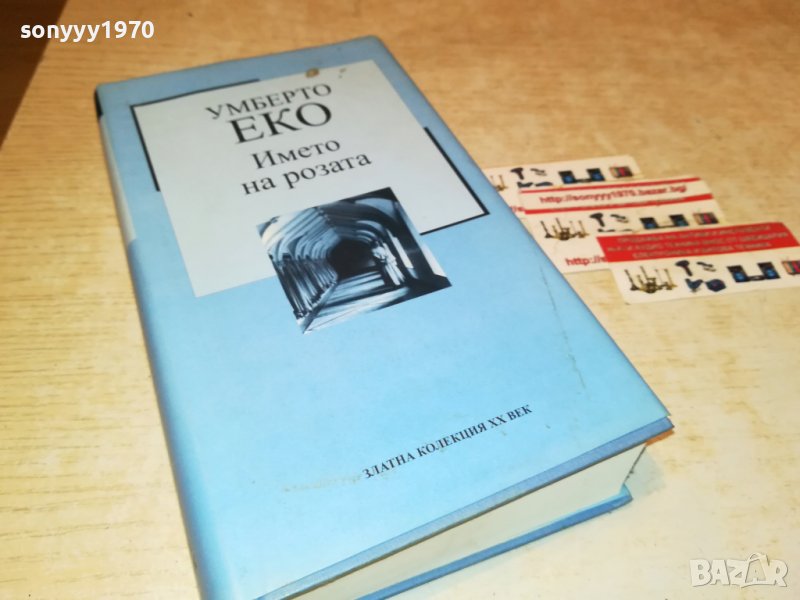 sonyyy1970
УМБЕРТО
ЕКО
Името
на розата
ЗЛАТНА КОЛЕКЦИЯ XX ВЕК
http://sonyyy1970.bazar.bg/
BAZAR